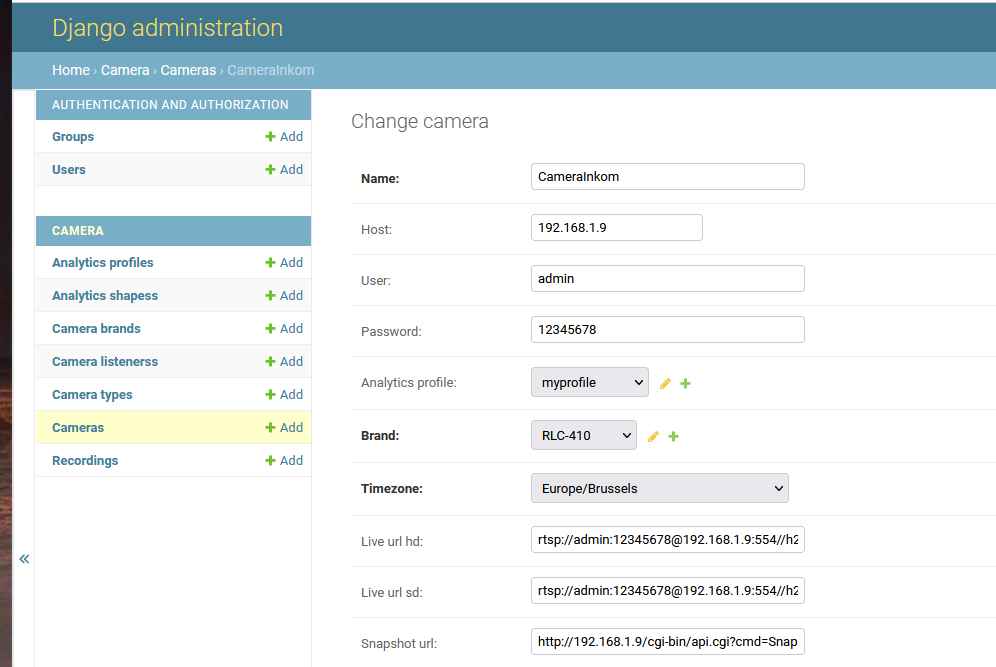 Django administration
Home › Camera › Cameras › CameraInkom
AUTHENTICATION AND AUTHORIZATION
Groups + Add
Users + Add
CAMERA
Analytics profiles + Add
Analytics shapess + Add
Camera brands + Add
Camera listenerss + Add
Camera types + Add
Cameras + Add
Recordings + Add
«
Change camera
Name: CameraInkom
Host: 192.168.1.9
User: admin
Password: 12345678
Analytics profile: myprofile
Brand: RLC-410
Timezone: Europe/Brussels
Live url hd: rtsp://admin:12345678@192.168.1.9:554//h2
Live url sd: rtsp://admin:12345678@192.168.1.9:554//h2
Snapshot url: http://192.168.1.9/cgi-bin/api.cgi?cmd=Snap